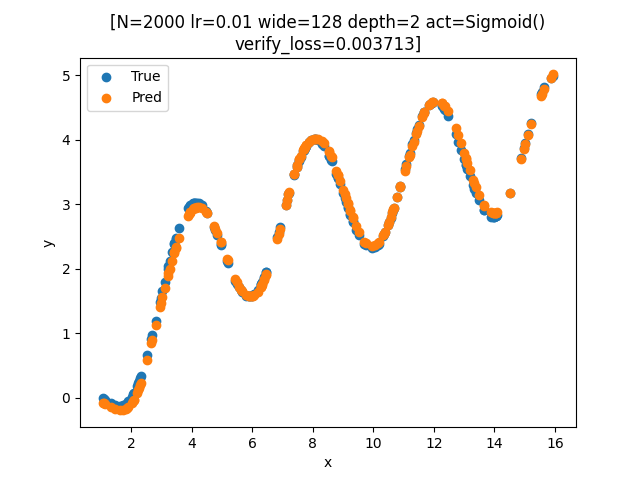 [N=2000 lr=0.01 wide=128 depth=2 act=Sigmoid()
verify_loss=0.003713]
True
Pred
y
5
4
3
2
1
0
2 4 6 8 10 12 14 16
x